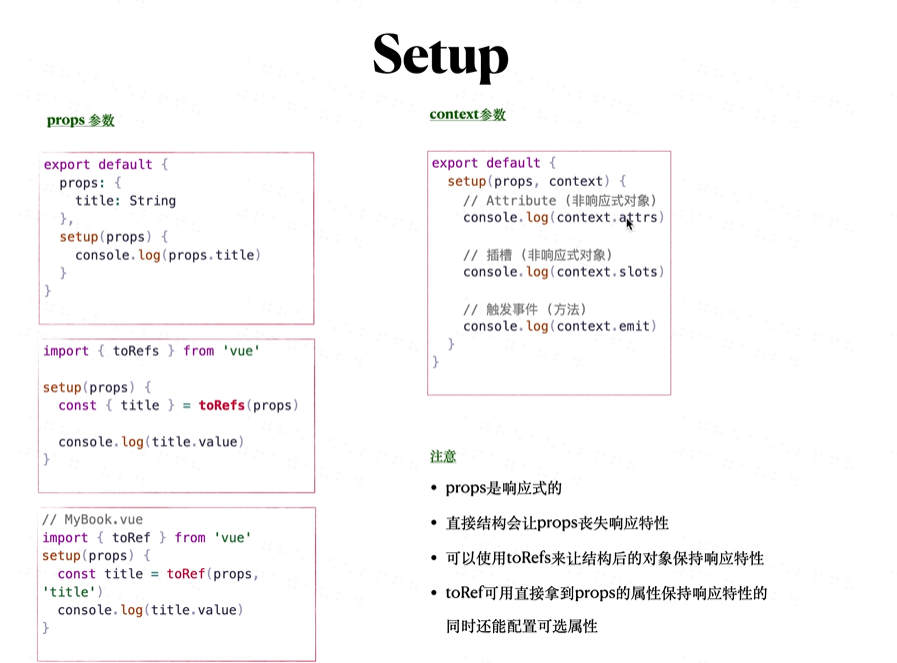 Setup
props 参数
export default {
  props: {
    title: String
  },
  setup(props) {
    console.log(props.title)
  }
}
import { toRefs } from 'vue'
setup(props) {
  const { title } = toRefs(props)
  console.log(title.value)
}
// MyBook.vue
import { toRef } from 'vue'
setup(props) {
  const title = toRef(props,
'title')
  console.log(title.value)
}
context参数
export default {
  setup(props, context) {
    // Attribute (非响应式对象)
    console.log(context.attrs)
    // 插槽 (非响应式对象)
    console.log(context.slots)
    // 触发事件 (方法)
    console.log(context.emit)
  }
}
注意
• props是响应式的
• 直接结构会让props丧失响应特性
• 可以使用toRefs来让结构后的对象保持响应特性
• toRef可用直接拿到props的属性保持响应特性的
同时还能配置可选属性